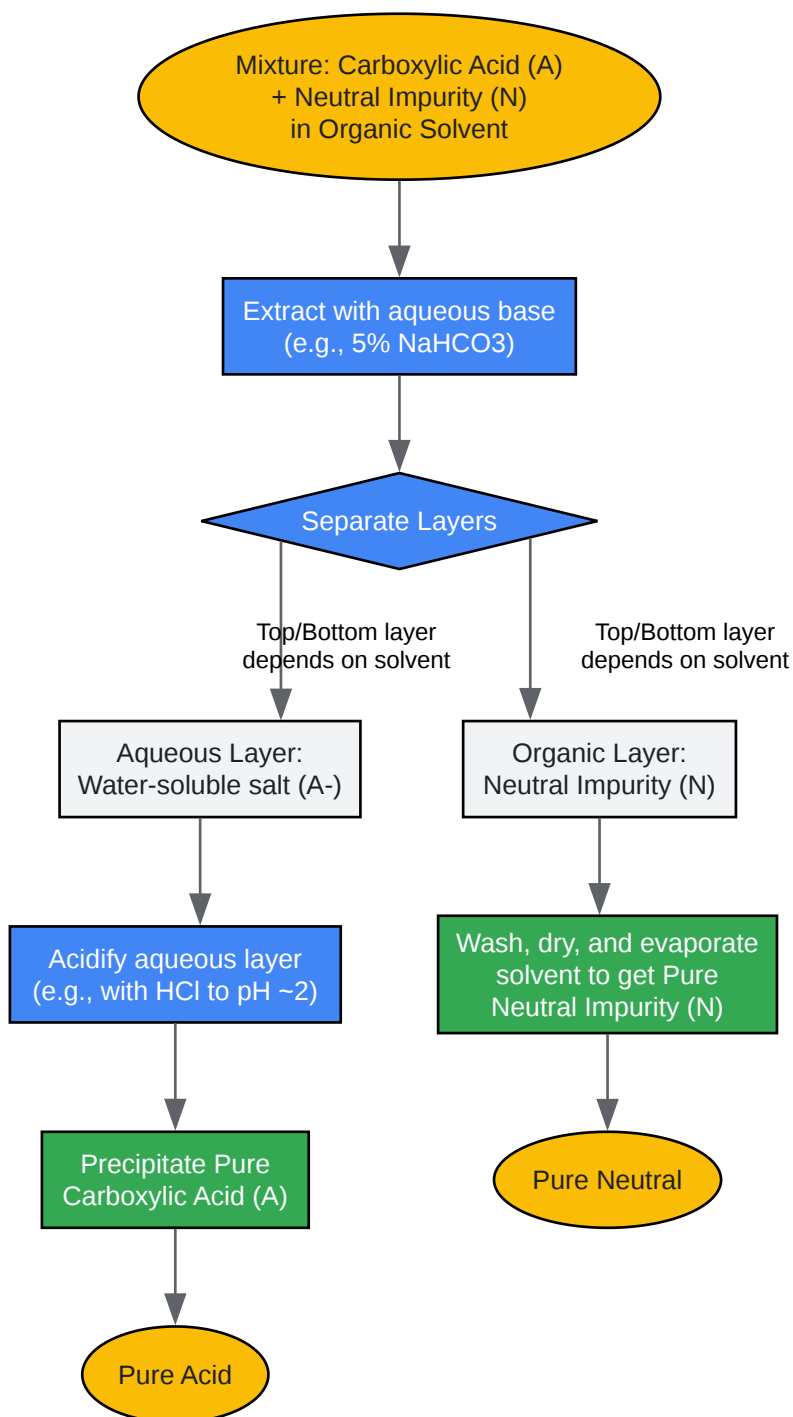 Mixture: Carboxylic Acid (A)
+ Neutral Impurity (N)
in Organic Solvent
Extract with aqueous base
(e.g., 5% NaHCO3)
Separate Layers
Top/Bottom layer
depends on solvent
Top/Bottom layer
depends on solvent
Aqueous Layer:
Water-soluble salt (A-)
Organic Layer:
Neutral Impurity (N)
Acidify aqueous layer
(e.g., with HCl to pH ~2)
Wash, dry, and evaporate
solvent to get Pure
Neutral Impurity (N)
Precipitate Pure
Carboxylic Acid (A)
Pure Neutral
Pure Acid